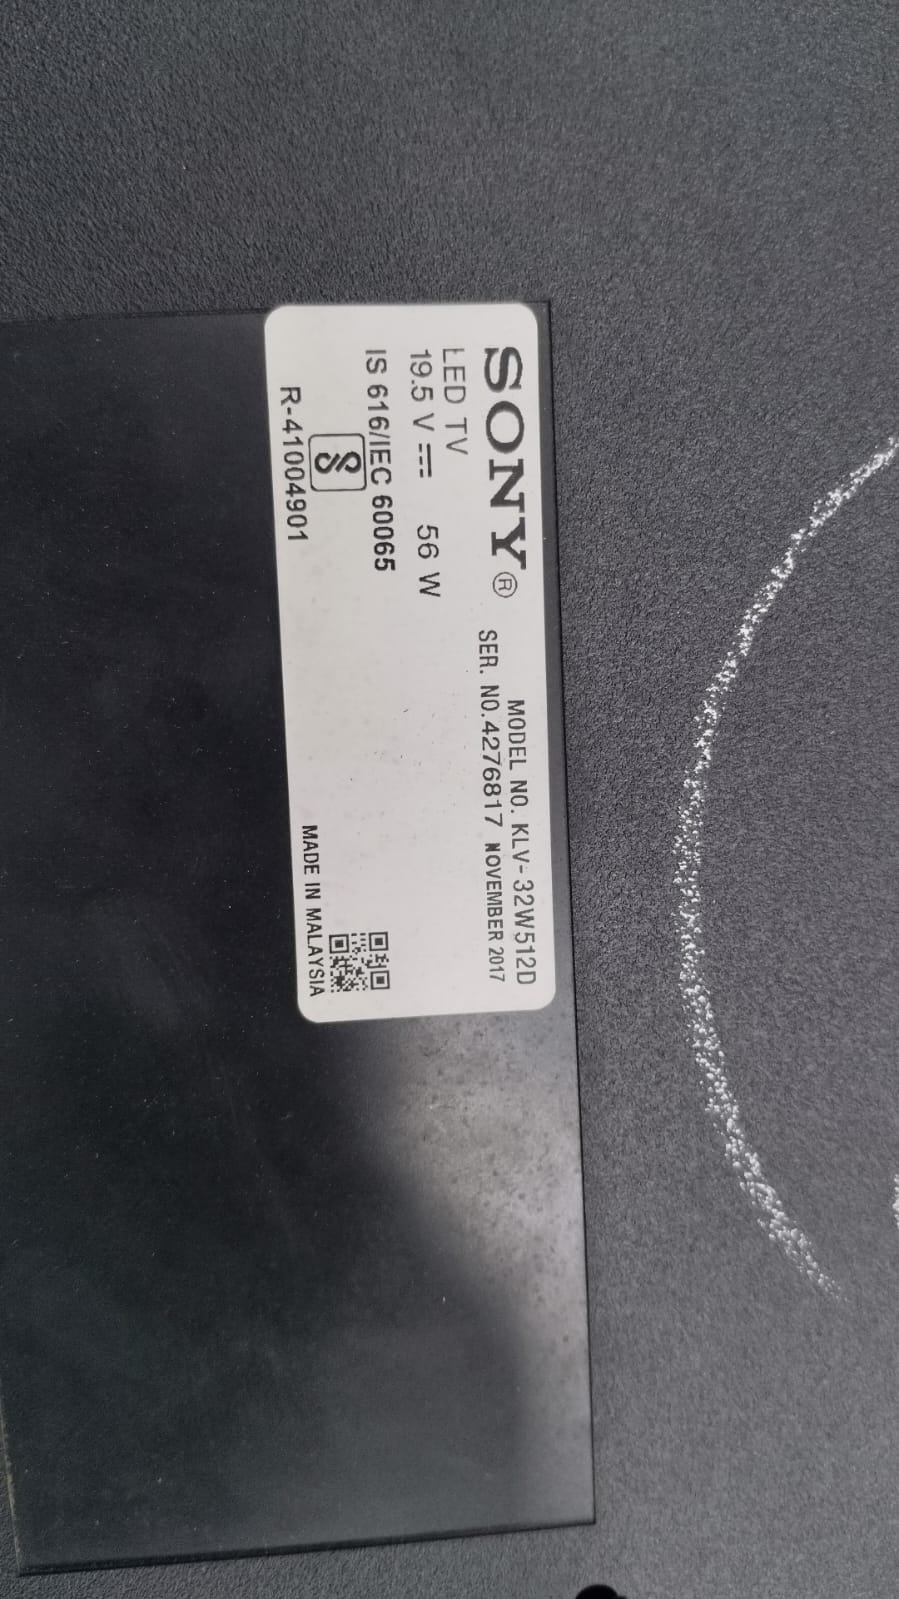 SONY®
MODEL NO. KLV-32W512D
SER. NO.4276817 NOVEMBER 2017
LED TV
19.5 V ⎓ 56 W
IS 616/IEC 60065
R-41004901
MADE IN MALAYSIA